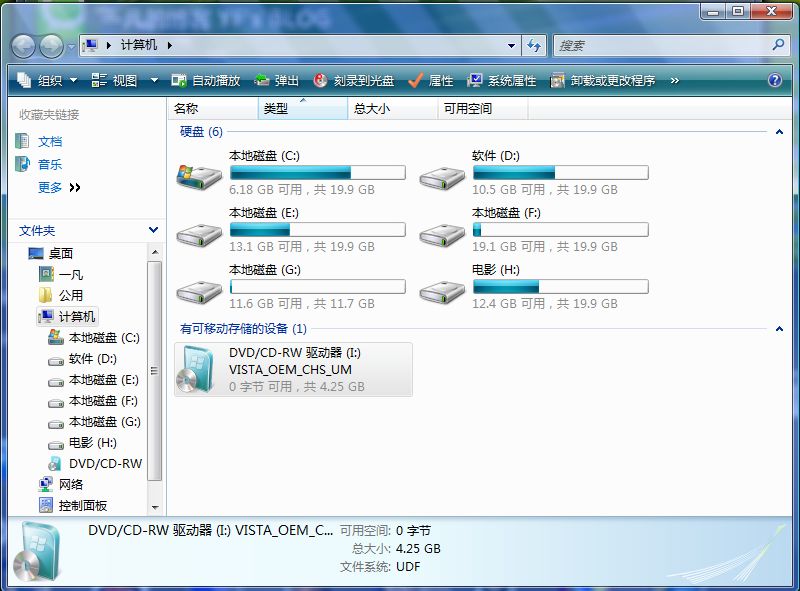 计算机
搜索
组织 视图 自动播放 弹出 刻录到光盘 属性 系统属性 卸载或更改程序 »
收藏夹链接
文档
音乐
更多 »
文件夹
桌面
一凡
公用
计算机
本地磁盘 (C:)
软件 (D:)
本地磁盘 (E:)
本地磁盘 (F:)
本地磁盘 (G:)
电影 (H:)
DVD/CD-RW
网络
控制面板
名称 类型 总大小 可用空间
硬盘 (6)
本地磁盘 (C:)
6.18 GB 可用，共 19.9 GB
软件 (D:)
10.5 GB 可用，共 19.9 GB
本地磁盘 (E:)
13.1 GB 可用，共 19.9 GB
本地磁盘 (F:)
19.1 GB 可用，共 19.9 GB
本地磁盘 (G:)
11.6 GB 可用，共 11.7 GB
电影 (H:)
12.4 GB 可用，共 19.9 GB
有可移动存储的设备 (1)
DVD/CD-RW 驱动器 (I:)
VISTA_OEM_CHS_UM
0 字节 可用，共 4.25 GB
DVD/CD-RW 驱动器 (I:) VISTA_OEM_C... 可用空间: 0 字节
总大小: 4.25 GB
文件系统: UDF